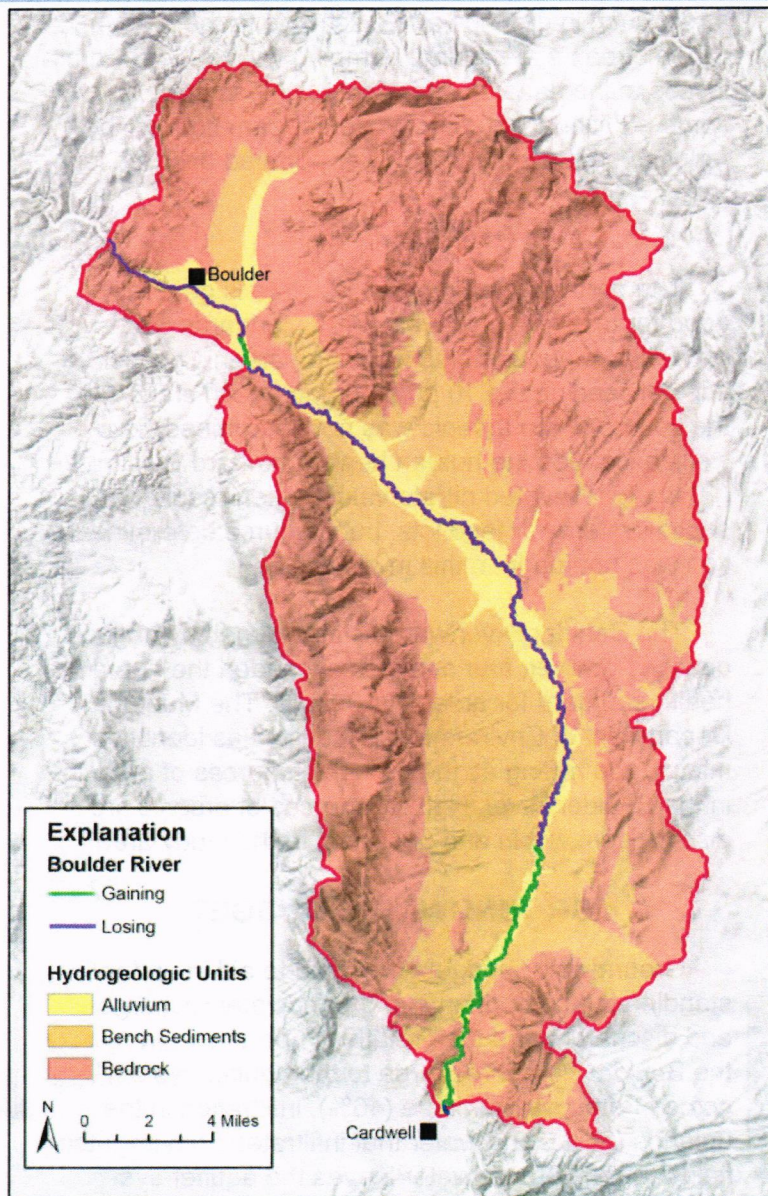 Boulder
Explanation
Boulder River
Gaining
Losing
Hydrogeologic Units
Alluvium
Bench Sediments
Bedrock
N
0 2 4 Miles
Cardwell